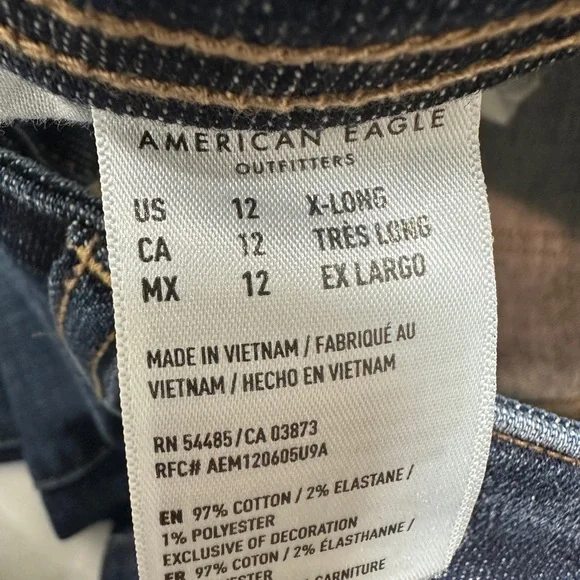 AMERICAN EAGLE
OUTFITTERS
US 12 X-LONG
CA 12 TRÈS LONG
MX 12 EX LARGO
MADE IN VIETNAM / FABRIQUÉ AU
VIETNAM / HECHO EN VIETNAM
RN 54485 / CA 03873
RFC# AEM120605U9A
EN 97% COTTON / 2% ELASTANE /
1% POLYESTER
EXCLUSIVE OF DECORATION
FR 97% COTON / 2% ÉLASTHANNE /
GARNITURE